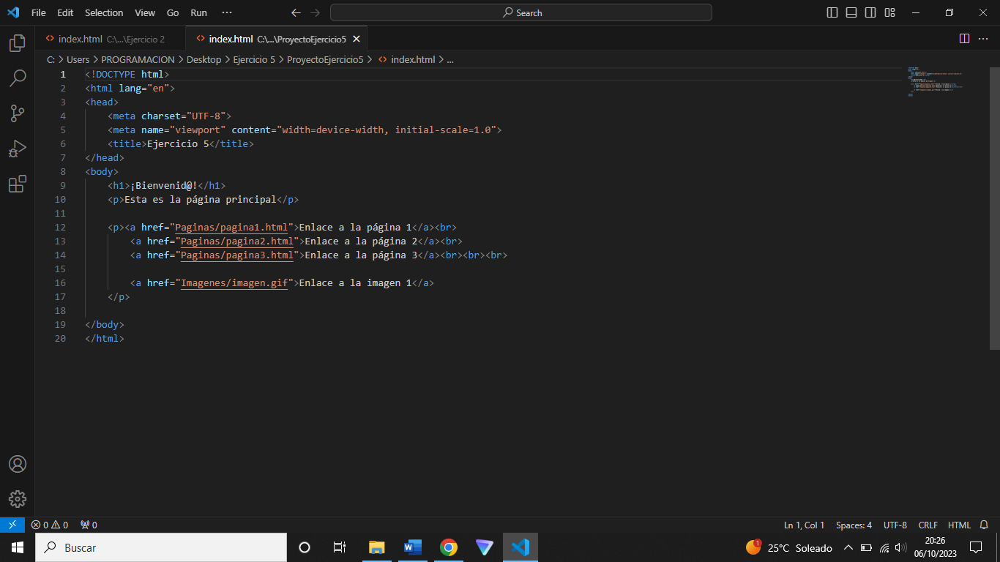 File Edit Selection View Go Run ··· Search
index.html C:\...\Ejercicio 2 index.html C:\...\ProyectoEjercicio5
C: > Users > PROGRAMACION > Desktop > Ejercicio 5 > ProyectoEjercicio5 > index.html > ...
1 <!DOCTYPE html>
2 <html lang="en">
3 <head>
4 <meta charset="UTF-8">
5 <meta name="viewport" content="width=device-width, initial-scale=1.0">
6 <title>Ejercicio 5</title>
7 </head>
8 <body>
9 <h1>¡Bienvenid@!</h1>
10 <p>Esta es la página principal</p>
11
12 <p><a href="Paginas/pagina1.html">Enlace a la página 1</a><br>
13 <a href="Paginas/pagina2.html">Enlace a la página 2</a><br>
14 <a href="Paginas/pagina3.html">Enlace a la página 3</a><br><br><br>
15
16 <a href="Imagenes/imagen.gif">Enlace a la imagen 1</a>
17 </p>
18
19 </body>
20 </html>
0 0 0 Ln 1, Col 1 Spaces: 4 UTF-8 CRLF HTML
Buscar 1 25°C Soleado 20:26
06/10/2023